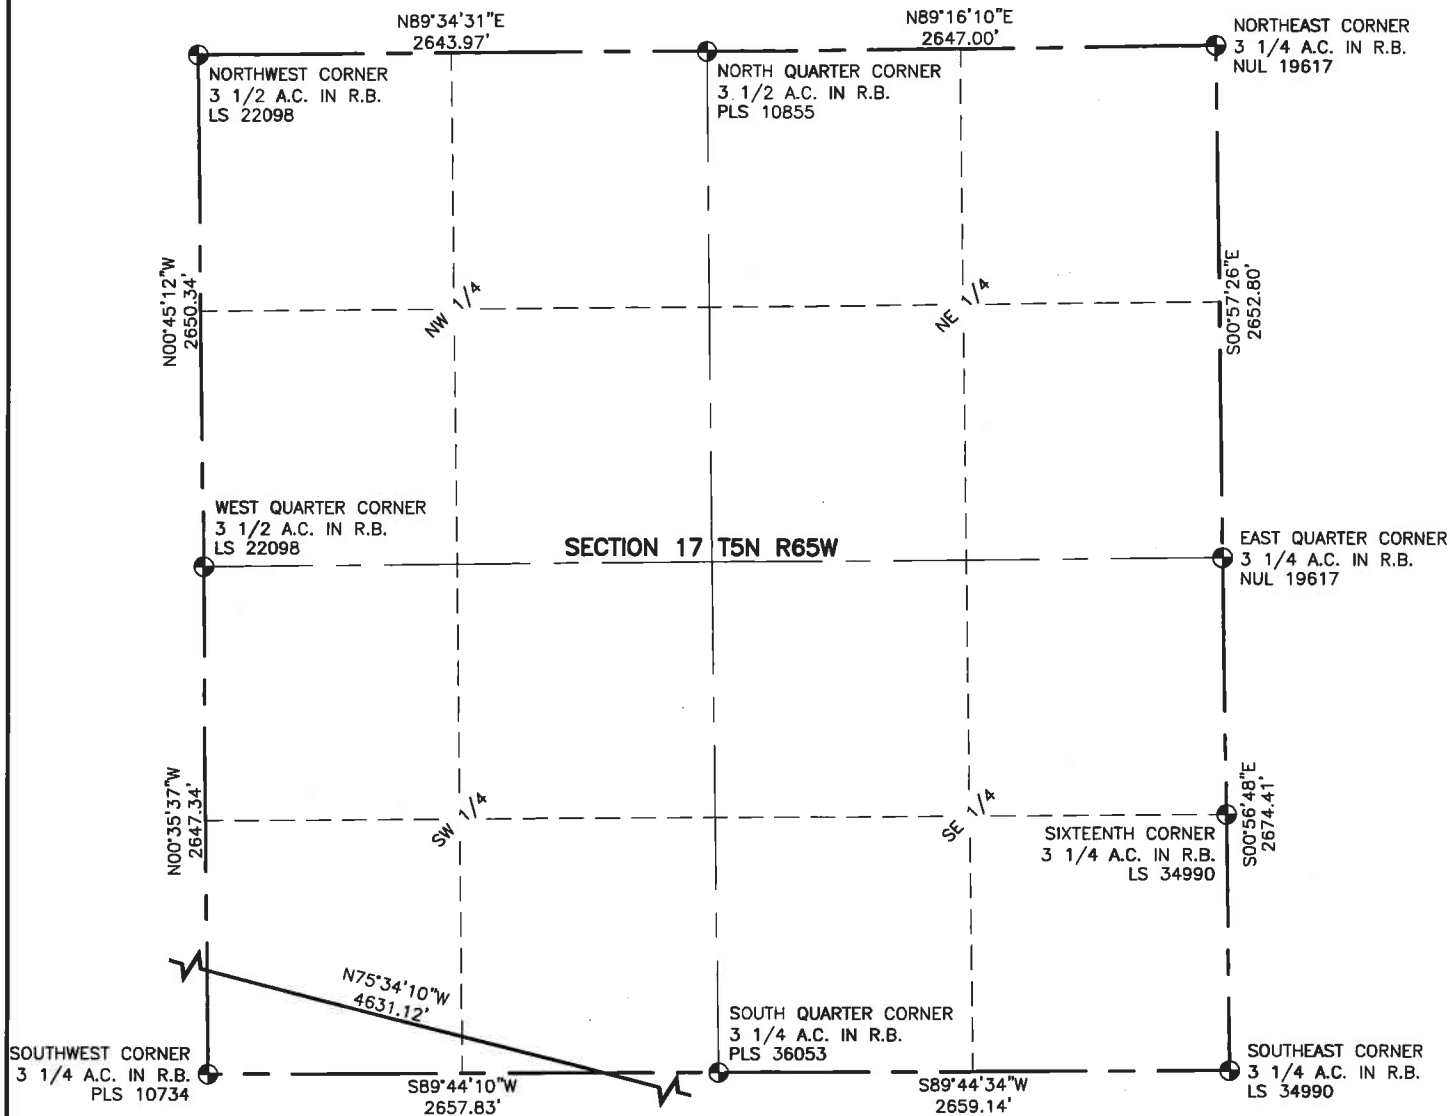 N89°34'31"E
2643.97'
N89°16'10"E
2647.00'
NORTHEAST CORNER
3 1/4 A.C. IN R.B.
NUL 19617
NORTHWEST CORNER
3 1/2 A.C. IN R.B.
LS 22098
NORTH QUARTER CORNER
3 1/2 A.C. IN R.B.
PLS 10855
N00°45'12"W
2650.34'
NW 1/4
NE 1/4
S00°57'26"E
2652.80'
WEST QUARTER CORNER
3 1/2 A.C. IN R.B.
LS 22098
SECTION 17 T5N R65W
EAST QUARTER CORNER
3 1/4 A.C. IN R.B.
NUL 19617
N00°35'37"W
2647.34'
SW 1/4
SE 1/4
S00°56'48"E
2674.41'
SIXTEENTH CORNER
3 1/4 A.C. IN R.B.
LS 34990
N75°34'10"W
4631.12'
SOUTHWEST CORNER
3 1/4 A.C. IN R.B.
PLS 10734
SOUTH QUARTER CORNER
3 1/4 A.C. IN R.B.
PLS 36053
SOUTHEAST CORNER
3 1/4 A.C. IN R.B.
LS 34990
S89°44'10"W
2657.83'
S89°44'34"W
2659.14'